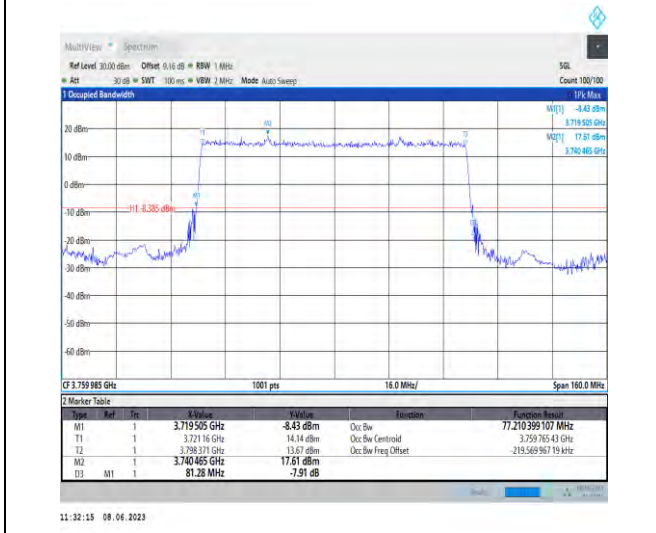 MultiView Spectrum
Ref Level 30.00 dBm Offset 9.16 dB RBW 1 MHz SGL
Att 30 dB SWT 100 ms VBW 2 MHz Mode Auto Sweep Count 100/100
1 Occupied Bandwidth 1Pk Max
M1[1] -8.43 dBm
3.719 505 GHz
M2[1] 17.61 dBm
3.740 465 GHz
20 dBm
M2
T1
T2
10 dBm
0 dBm
M1
-10 dBm
H1 -8.385 dBm
-20 dBm
-30 dBm
-40 dBm
-50 dBm
-60 dBm
CF 3.759 985 GHz 1001 pts 16.0 MHz/ Span 160.0 MHz
2 Marker Table
Type Ref Trc X-Value Y-Value Function Function Result
M1 1 3.719 505 GHz -8.43 dBm Occ Bw 77.210 399 107 MHz
T1 1 3.721 16 GHz 14.14 dBm Occ Bw Centroid 3.759 765 43 GHz
T2 1 3.798 371 GHz 13.67 dBm Occ Bw Freq Offset -219.569 967 19 kHz
M2 1 3.740 465 GHz 17.61 dBm
D3 M1 1 81.28 MHz -7.91 dB
Ready
11:32:15 08.06.2023